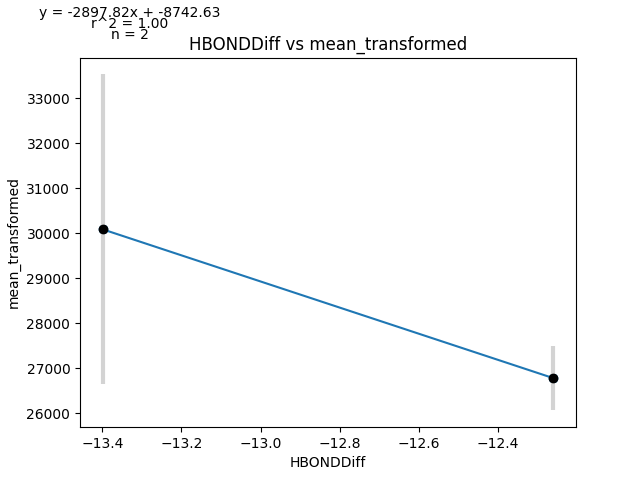 y = -2897.82x + -8742.63
r^2 = 1.00
n = 2
HBONDDiff vs mean_transformed
33000
32000
31000
30000
29000
28000
27000
26000
mean_transformed
−13.4 −13.2 −13.0 −12.8 −12.6 −12.4
HBONDDiff